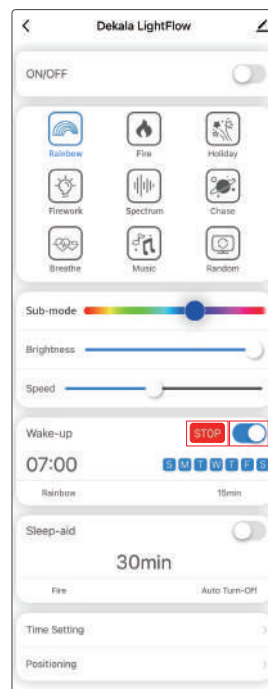 Dekala LightFlow
ON/OFF
Rainbow Fire Holiday
Firework Spectrum Chase
Breathe Music Random
Sub-mode
Brightness
Speed
Wake-up STOP
07:00 S M T W T F S
Rainbow 15min
Sleep-aid
30min
Fire Auto Turn-Off
Time Setting
Positioning